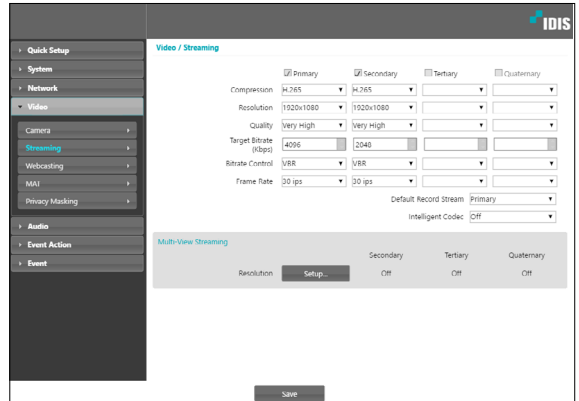 IDIS
Quick Setup
System
Network
Video
Camera
Streaming
Webcasting
MAT
Privacy Masking
Audio
Event Action
Event
Video / Streaming
Primary Secondary Tertiary Quaternary
Compression H.265 H.265
Resolution 1920x1080 1920x1080
Quality Very High Very High
Target Bitrate
(Kbps) 4096 2048
Bitrate Control VBR VBR
Frame Rate 30 ips 30 ips
Default Record Stream Primary
Intelligent Codec Off
Multi-View Streaming
Secondary Tertiary Quaternary
Resolution Setup... Off Off Off
Save